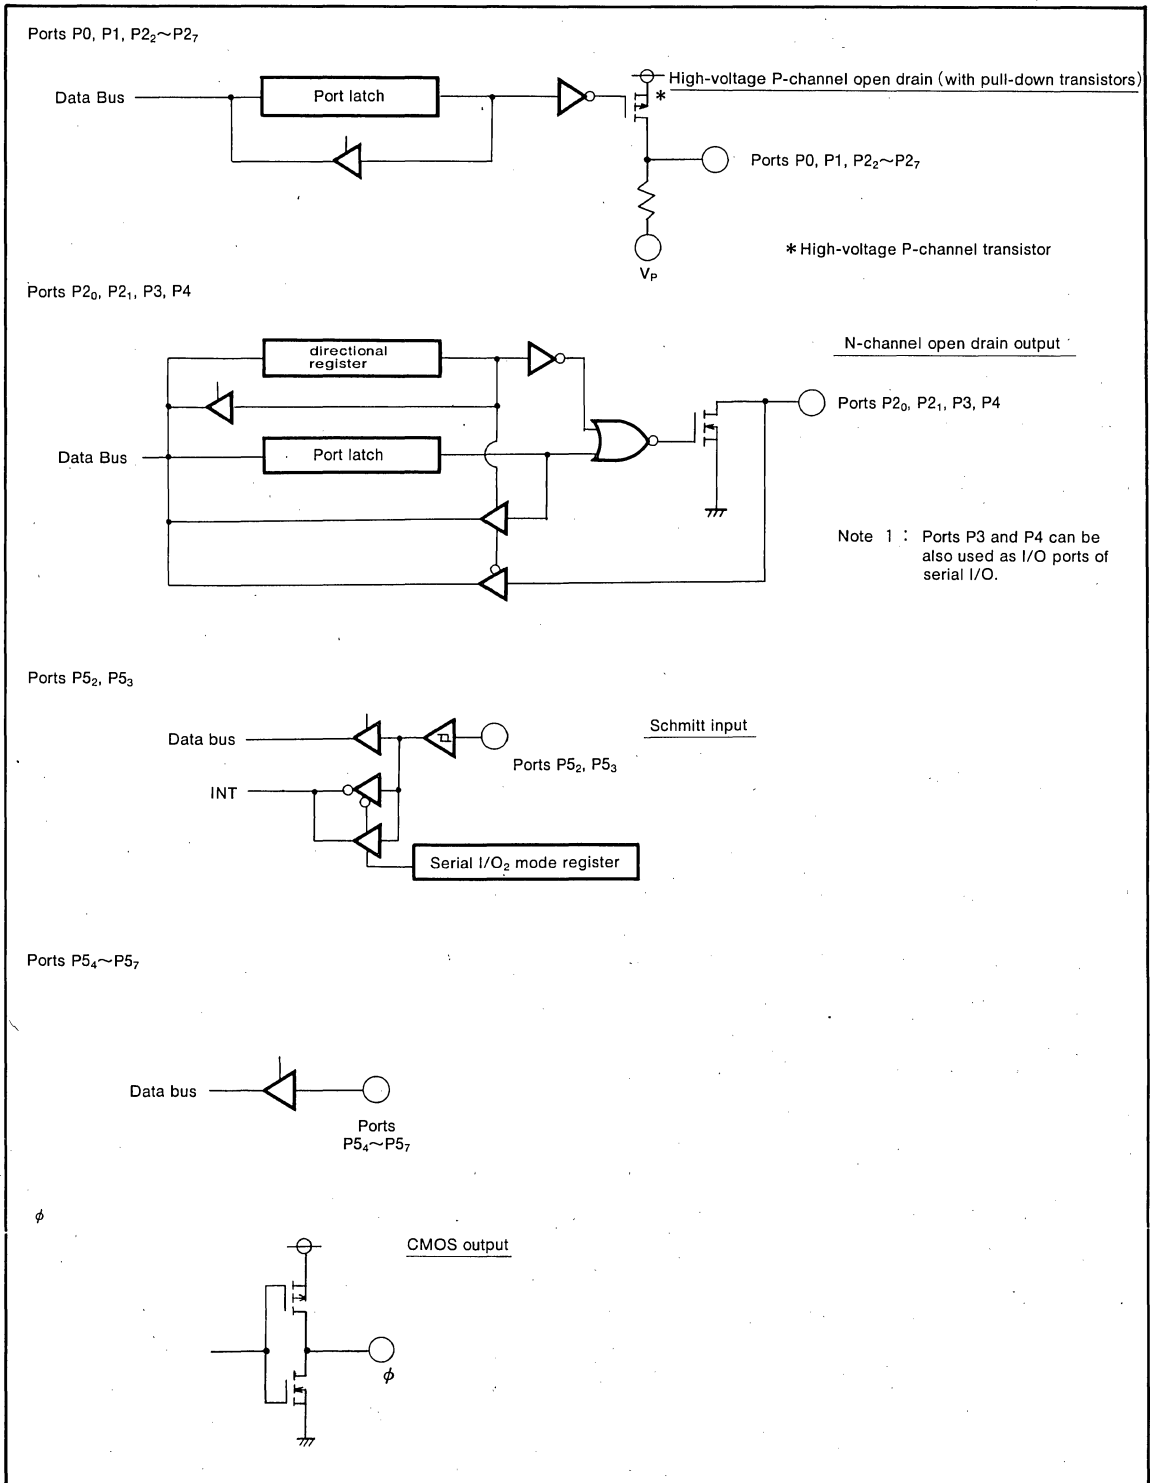 Ports P0, P1, P2₂～P2₇
High-voltage P-channel open drain (with pull-down transistors)
*
Data Bus
Port latch
Ports P0, P1, P2₂～P2₇
* High-voltage P-channel transistor
V_P
Ports P2₀, P2₁, P3, P4
directional
register
N-channel open drain output
Ports P2₀, P2₁, P3, P4
Data Bus
Port latch
Note 1 : Ports P3 and P4 can be
also used as I/O ports of
serial I/O.
Ports P5₂, P5₃
Schmitt input
Data bus
Ports P5₂, P5₃
INT
Serial I/O₂ mode register
Ports P5₄～P5₇
Data bus
Ports
P5₄～P5₇
ϕ
CMOS output
ϕ